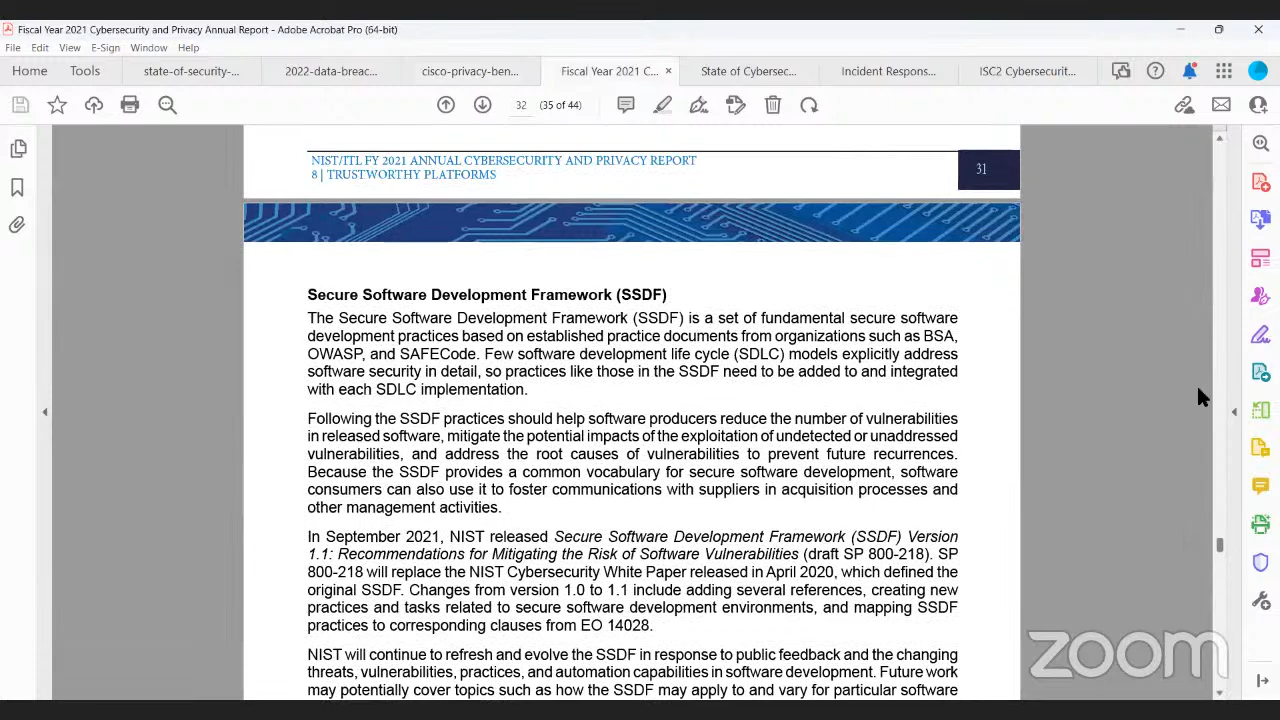 Fiscal Year 2021 Cybersecurity and Privacy Annual Report - Adobe Acrobat Pro (64-bit)
File Edit View E-Sign Window Help
Home Tools state-of-security-... 2022-data-breac... cisco-privacy-ben... Fiscal Year 2021 C... × State of Cybersec... Incident Respons... ISC2 Cybersecurit...
32 (35 of 44)
NIST/ITL FY 2021 ANNUAL CYBERSECURITY AND PRIVACY REPORT
8 | TRUSTWORTHY PLATFORMS
31
Secure Software Development Framework (SSDF)
The Secure Software Development Framework (SSDF) is a set of fundamental secure software
development practices based on established practice documents from organizations such as BSA,
OWASP, and SAFECode. Few software development life cycle (SDLC) models explicitly address
software security in detail, so practices like those in the SSDF need to be added to and integrated
with each SDLC implementation.
Following the SSDF practices should help software producers reduce the number of vulnerabilities
in released software, mitigate the potential impacts of the exploitation of undetected or unaddressed
vulnerabilities, and address the root causes of vulnerabilities to prevent future recurrences.
Because the SSDF provides a common vocabulary for secure software development, software
consumers can also use it to foster communications with suppliers in acquisition processes and
other management activities.
In September 2021, NIST released Secure Software Development Framework (SSDF) Version
1.1: Recommendations for Mitigating the Risk of Software Vulnerabilities (draft SP 800-218). SP
800-218 will replace the NIST Cybersecurity White Paper released in April 2020, which defined the
original SSDF. Changes from version 1.0 to 1.1 include adding several references, creating new
practices and tasks related to secure software development environments, and mapping SSDF
practices to corresponding clauses from EO 14028.
NIST will continue to refresh and evolve the SSDF in response to public feedback and the changing
threats, vulnerabilities, practices, and automation capabilities in software development. Future work
may potentially cover topics such as how the SSDF may apply to and vary for particular software
zoom